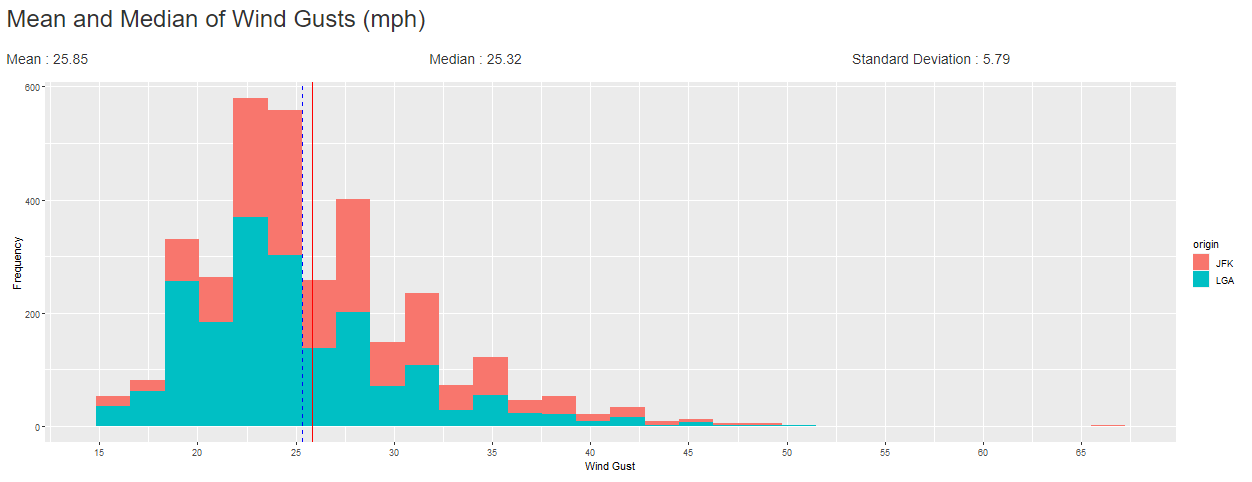 Mean and Median of Wind Gusts (mph)
Mean : 25.85 Median : 25.32 Standard Deviation : 5.79
600
400
200
0
Frequency
15 20 25 30 35 40 45 50 55 60 65
Wind Gust
origin
JFK
LGA